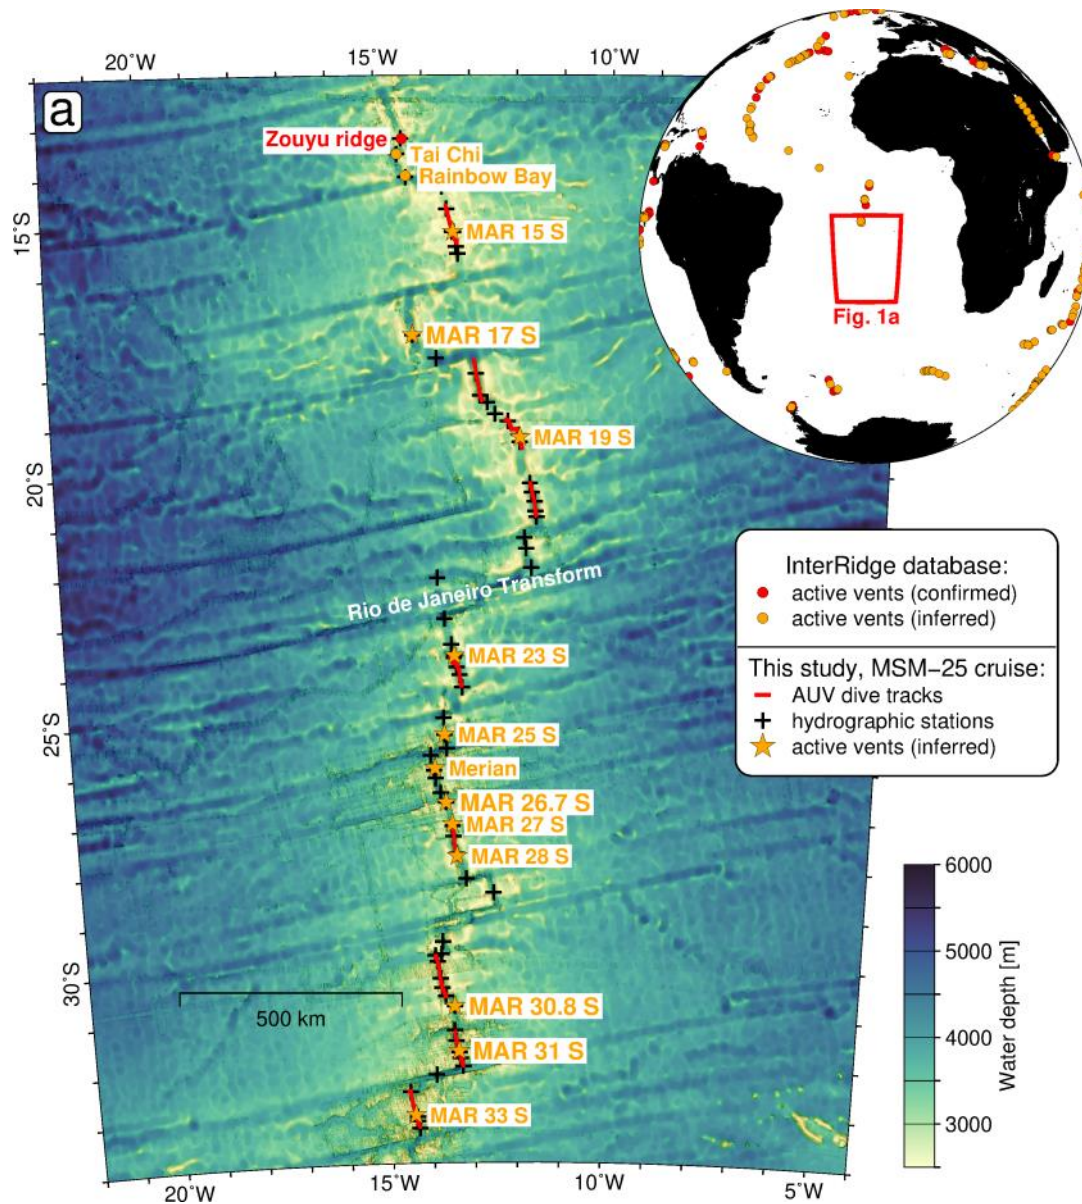 20°W
15°W
10°W
a
Zouyu ridge
Tai Chi
Rainbow Bay
15°S
MAR 15 S
MAR 17 S
Fig. 1a
MAR 19 S
20°S
Rio de Janeiro Transform
InterRidge database:
active vents (confirmed)
active vents (inferred)
This study, MSM−25 cruise:
AUV dive tracks
hydrographic stations
active vents (inferred)
MAR 23 S
25°S
MAR 25 S
Merian
MAR 26.7 S
MAR 27 S
MAR 28 S
6000
5000
4000
3000
Water depth [m]
30°S
500 km
MAR 30.8 S
MAR 31 S
MAR 33 S
20°W
15°W
10°W
5°W